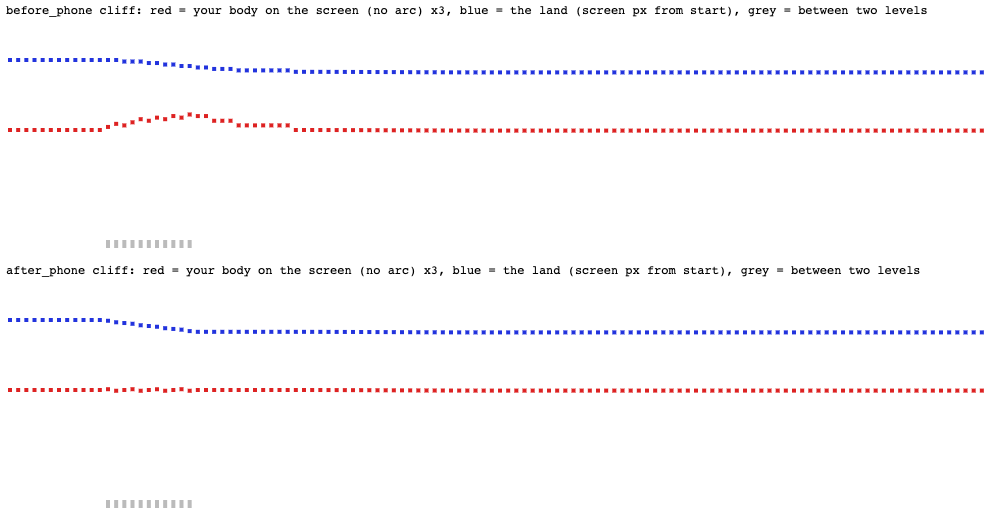 before_phone cliff: red = your body on the screen (no arc) x3, blue = the land (screen px from start), grey = between two levels
after_phone cliff: red = your body on the screen (no arc) x3, blue = the land (screen px from start), grey = between two levels